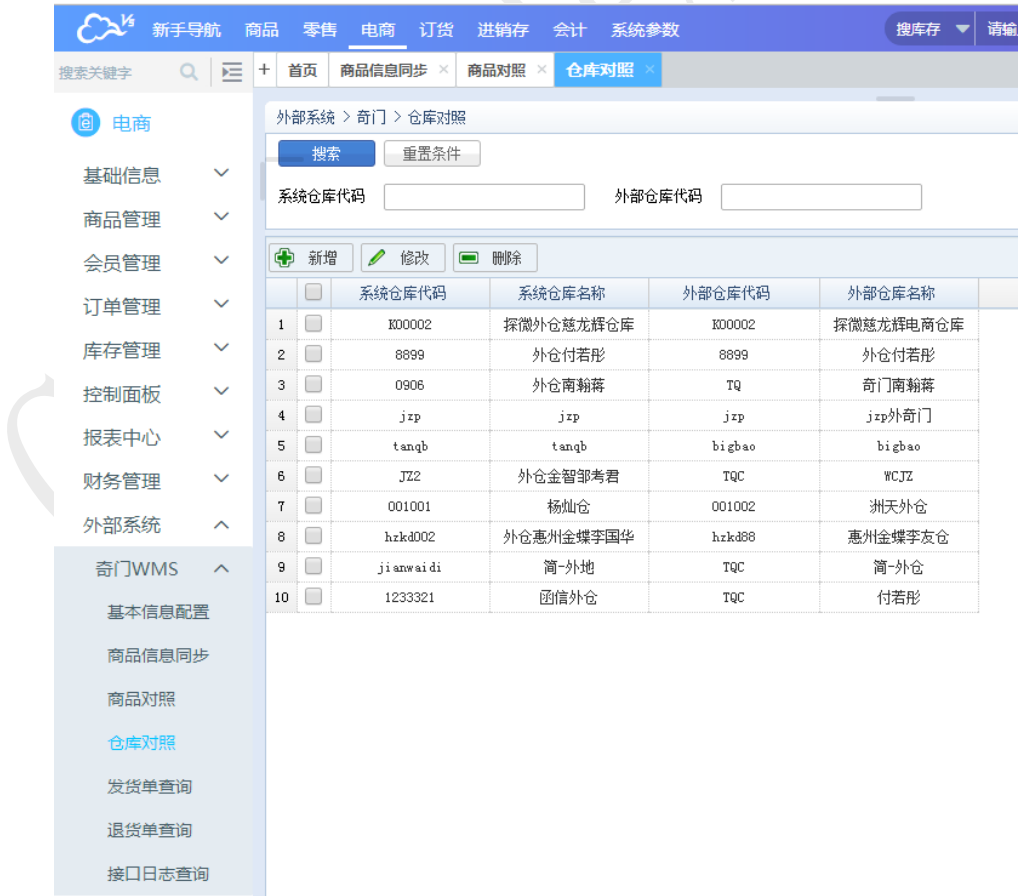 V5 新手导航 商品 零售 电商 订货 进销存 会计 系统参数 搜库存 请输
搜索关键字 + 首页 商品信息同步 × 商品对照 × 仓库对照 ×
电商
基础信息
商品管理
会员管理
订单管理
库存管理
控制面板
报表中心
财务管理
外部系统
奇门WMS
基本信息配置
商品信息同步
商品对照
仓库对照
发货单查询
退货单查询
接口日志查询
外部系统 > 奇门 > 仓库对照
搜索 重置条件
系统仓库代码 外部仓库代码
新增 修改 删除
系统仓库代码 系统仓库名称 外部仓库代码 外部仓库名称
1 K00002 探微外仓慈龙辉仓库 K00002 探微慈龙辉电商仓库
2 8899 外仓付若彤 8899 外仓付若彤
3 0906 外仓南翰蒋 TQ 奇门南翰蒋
4 jzp jzp jzp jzp外奇门
5 tanqb tanqb bigbao bigbao
6 JZ2 外仓金智邹考君 TQC WCJZ
7 001001 杨灿仓 001002 洲天外仓
8 hzkd002 外仓惠州金蝶李国华 hzkd88 惠州金蝶李友仓
9 jianwaidi 简-外地 TQC 简-外仓
10 1233321 函信外仓 TQC 付若彤